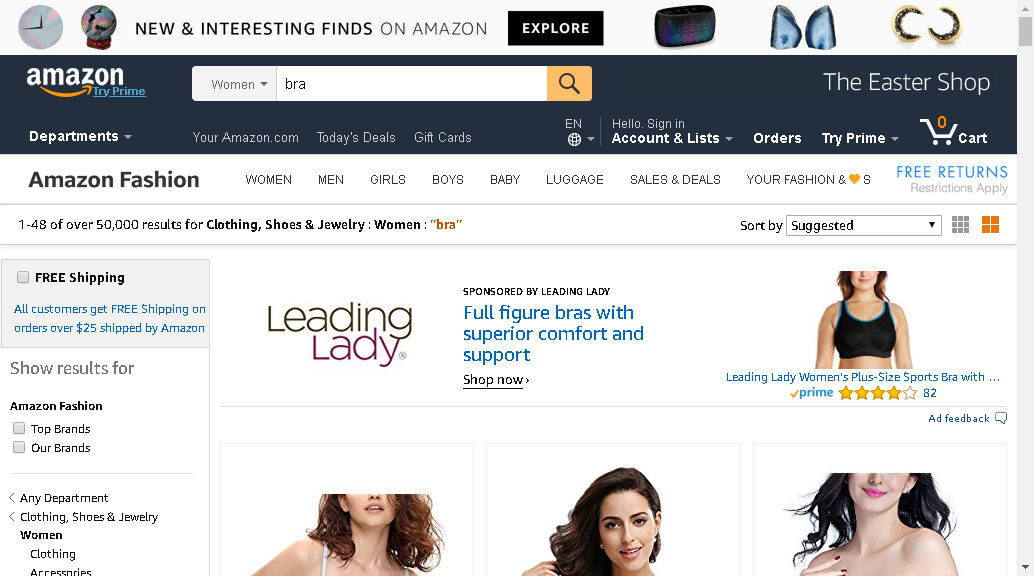 NEW & INTERESTING FINDS ON AMAZON EXPLORE
amazon
Try Prime
Women bra
The Easter Shop
Departments
Your Amazon.com Today's Deals Gift Cards
EN
Hello. Sign in
Account & Lists
Orders
Try Prime
0
Cart
Amazon Fashion
WOMEN MEN GIRLS BOYS BABY LUGGAGE SALES & DEALS YOUR FASHION & 🧡 S
FREE RETURNS
Restrictions Apply
1-48 of over 50,000 results for Clothing, Shoes & Jewelry : Women : "bra"
Sort by Suggested
FREE Shipping
All customers get FREE Shipping on
orders over $25 shipped by Amazon
Show results for
Amazon Fashion
Top Brands
Our Brands
Any Department
Clothing, Shoes & Jewelry
Women
Clothing
Accessories
Leading
Lady®
SPONSORED BY LEADING LADY
Full figure bras with
superior comfort and
support
Shop now ›
Leading Lady Women's Plus-Size Sports Bra with ...
prime 82
Ad feedback